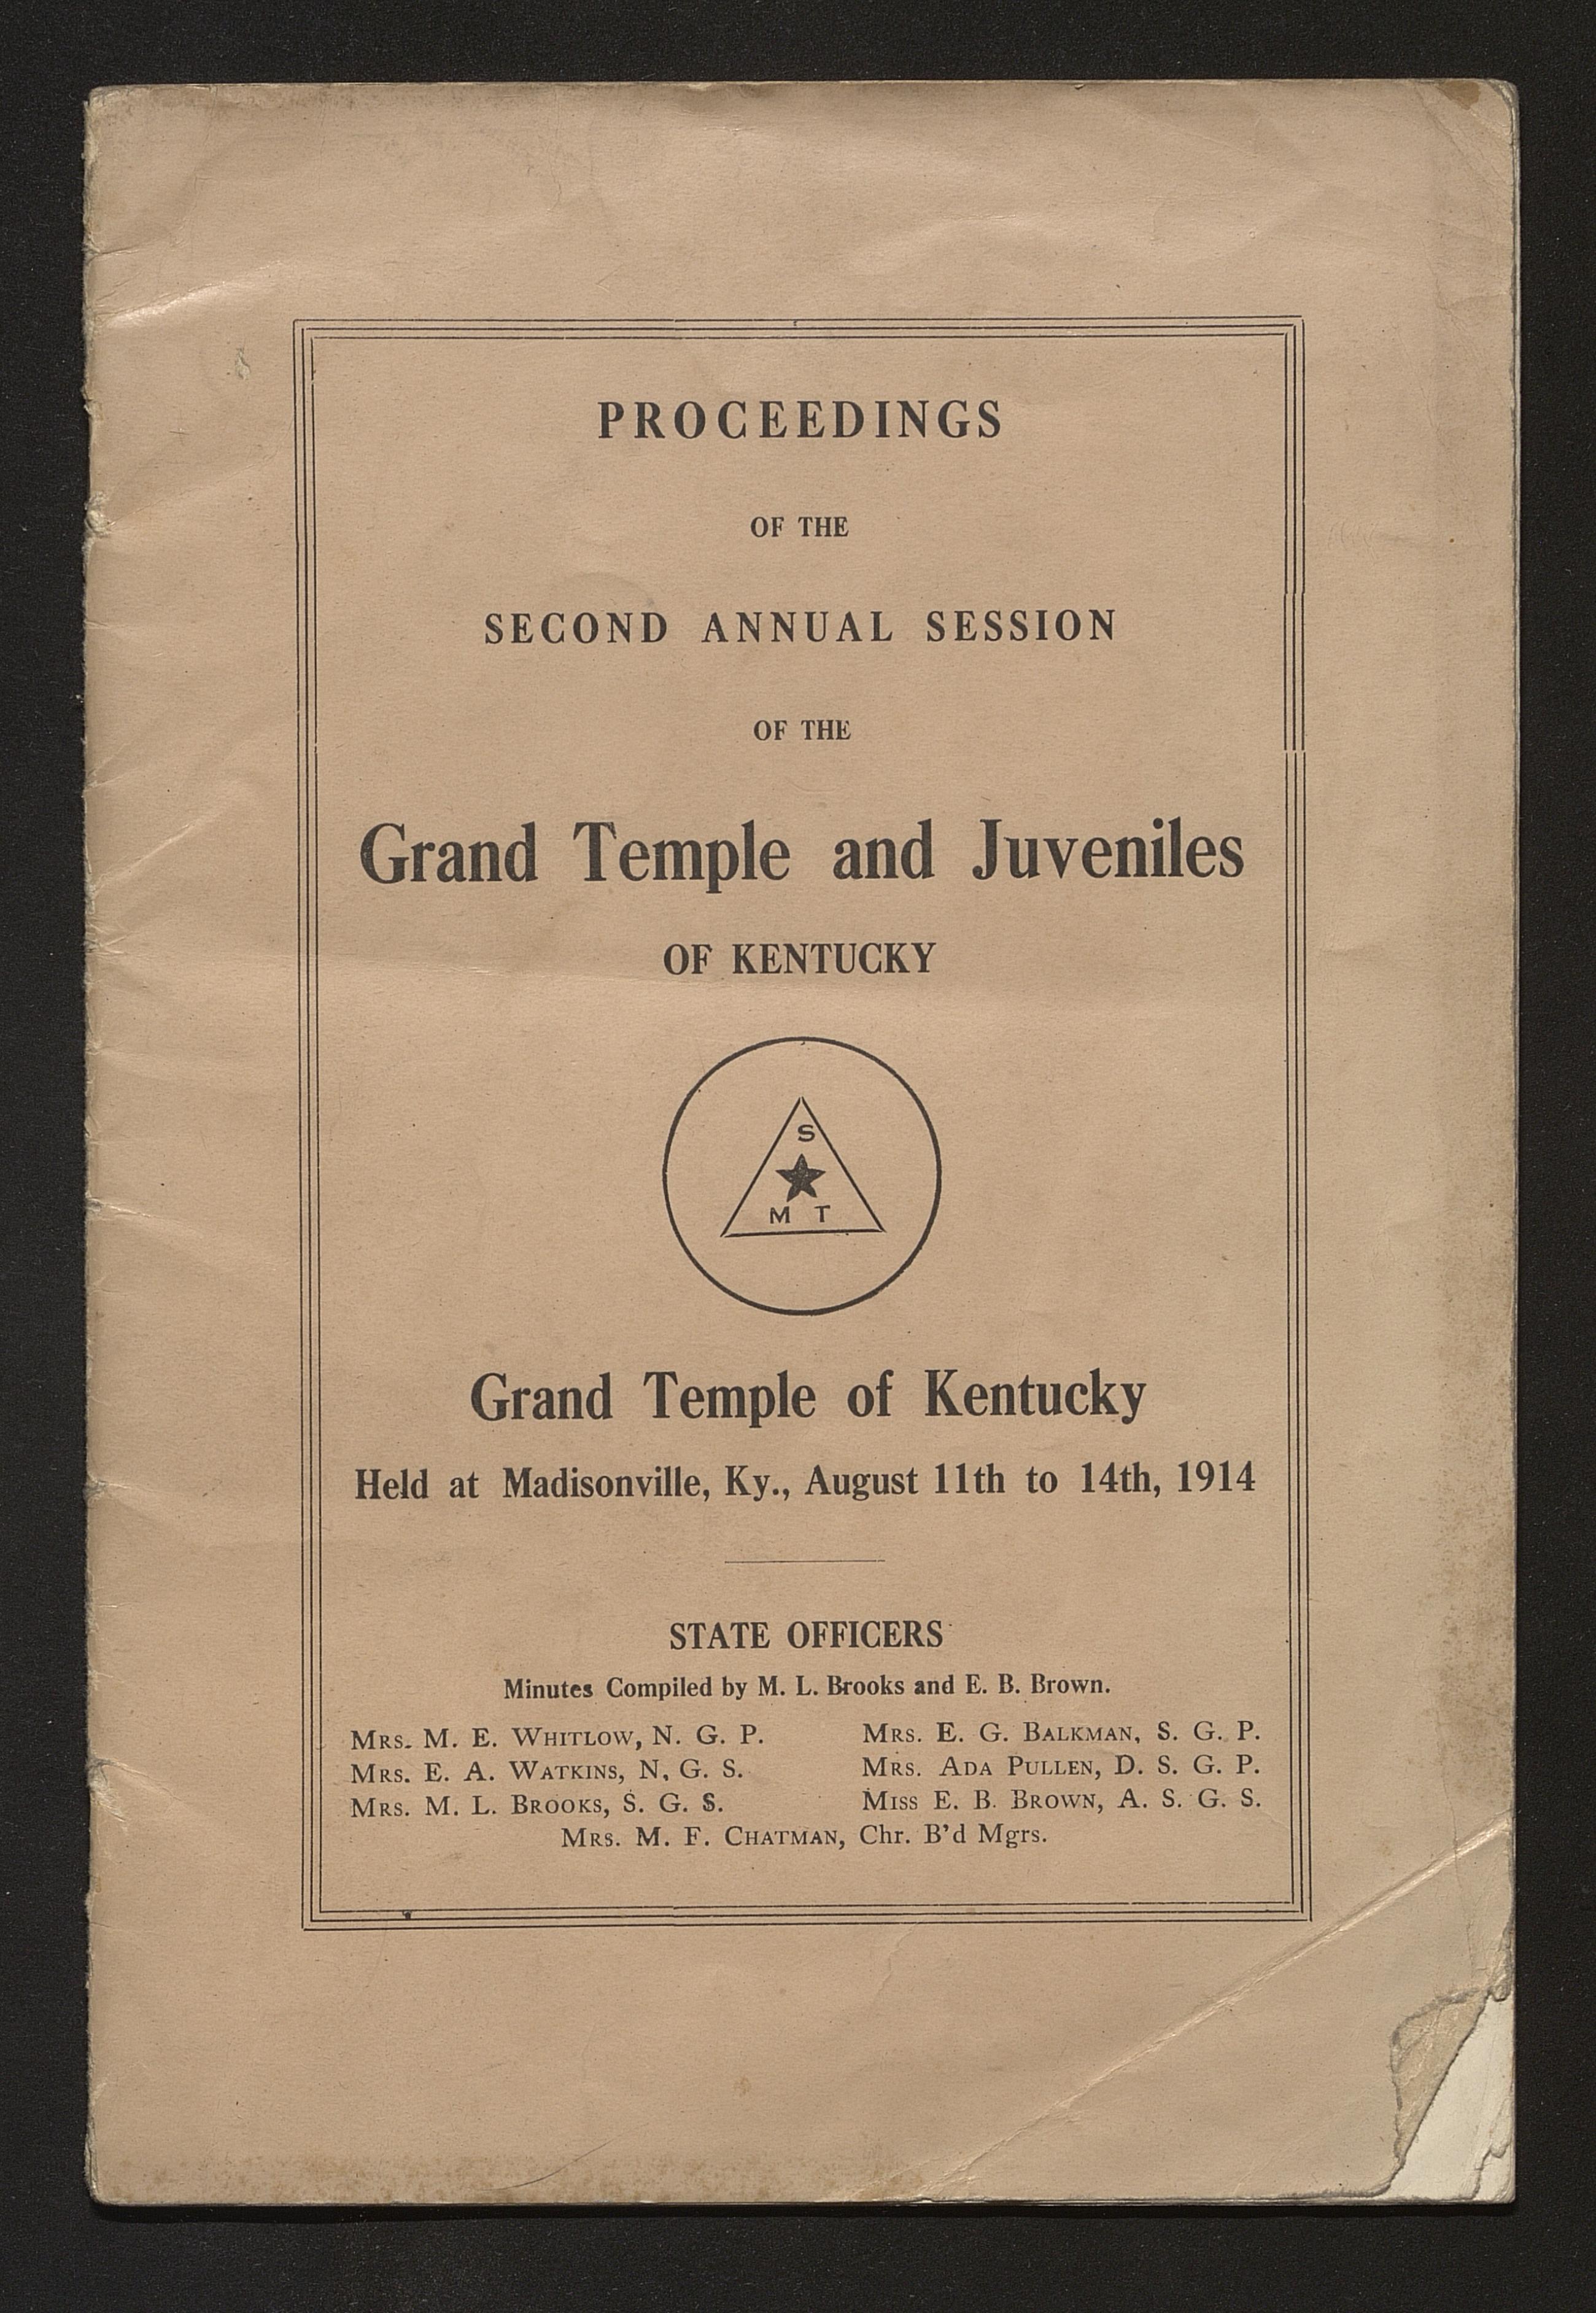 PROCEEDINGS
OF THE
SECOND ANNUAL SESSION
OF THE
Grand Temple and Juveniles
OF KENTUCKY
S
M T
Grand Temple of Kentucky
Held at Madisonville, Ky., August 11th to 14th, 1914
STATE OFFICERS
Minutes Compiled by M. L. Brooks and E. B. Brown.
MRS. M. E. WHITLOW, N. G. P. MRS. E. G. BALKMAN, S. G. P.
MRS. E. A. WATKINS, N. G. S. MRS. ADA PULLEN, D. S. G. P.
MRS. M. L. BROOKS, S. G. S. MISS E. B. BROWN, A. S. G. S.
MRS. M. F. CHATMAN, Chr. B'd Mgrs.